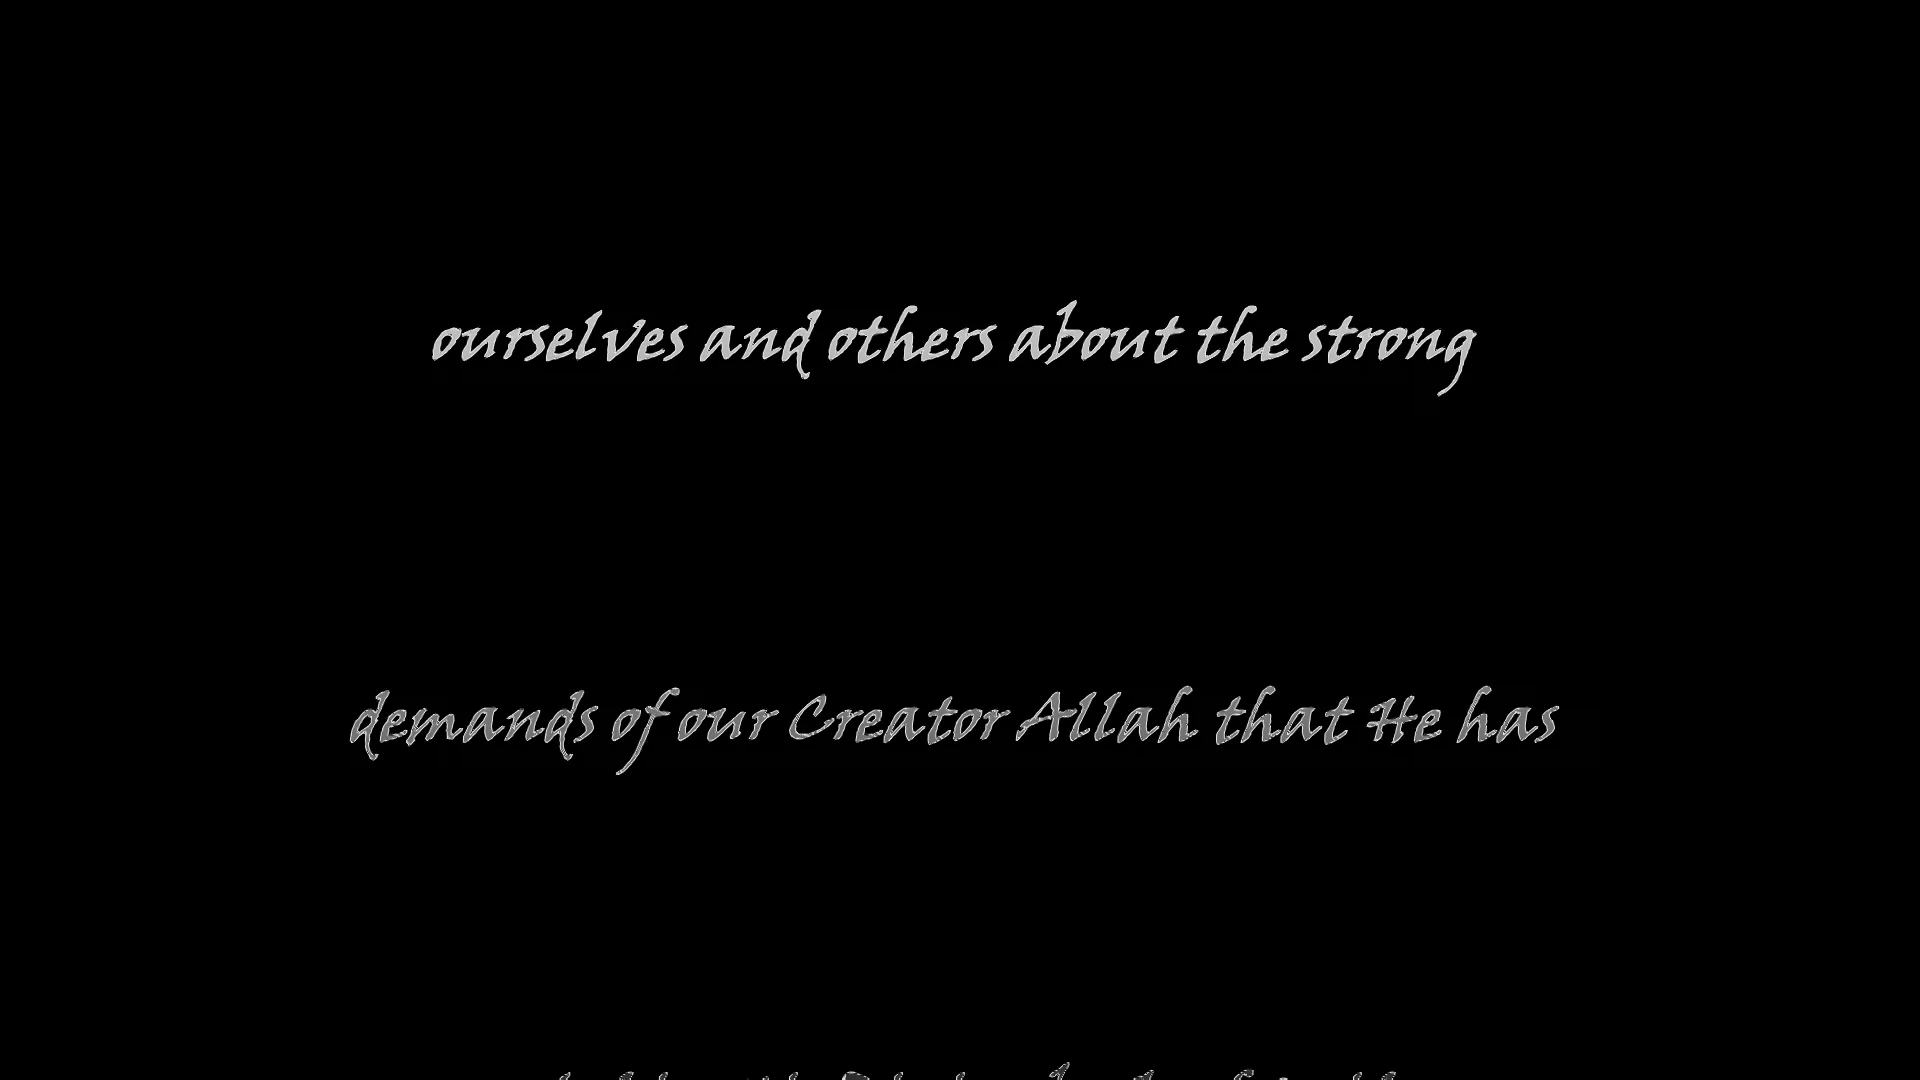 ourselves and others about the strong
demands of our Creator Allah that He has